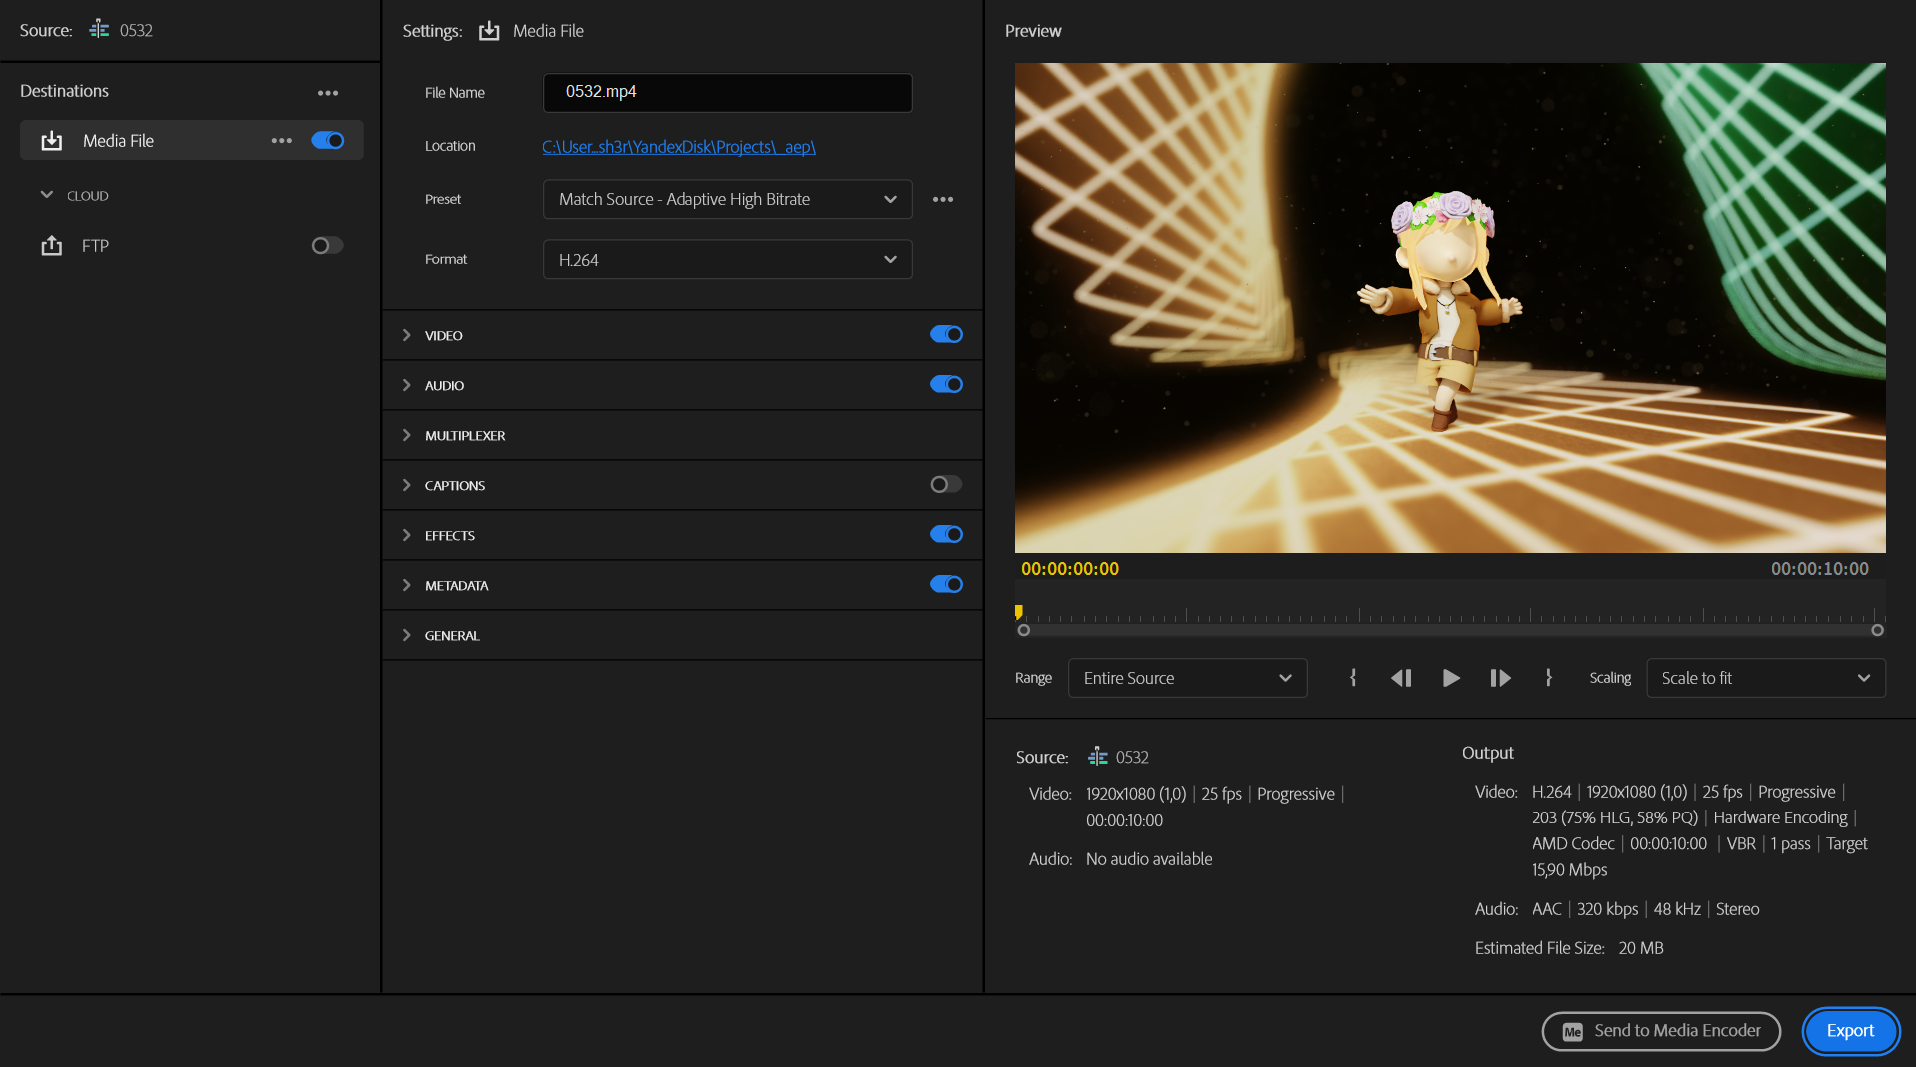 Source: 0532
Destinations
Media File
CLOUD
FTP
Settings: Media File
File Name 0532.mp4
Location C:\User...sh3r\YandexDisk\Projects\_aep\
Preset Match Source - Adaptive High Bitrate
Format H.264
VIDEO
AUDIO
MULTIPLEXER
CAPTIONS
EFFECTS
METADATA
GENERAL
Preview
00:00:00:00 00:00:10:00
Range Entire Source Scaling Scale to fit
Source: 0532
Video: 1920x1080 (1,0) | 25 fps | Progressive |
00:00:10:00
Audio: No audio available
Output
Video: H.264 | 1920x1080 (1,0) | 25 fps | Progressive |
203 (75% HLG, 58% PQ) | Hardware Encoding |
AMD Codec | 00:00:10:00 | VBR | 1 pass | Target
15,90 Mbps
Audio: AAC | 320 kbps | 48 kHz | Stereo
Estimated File Size: 20 MB
Me Send to Media Encoder
Export